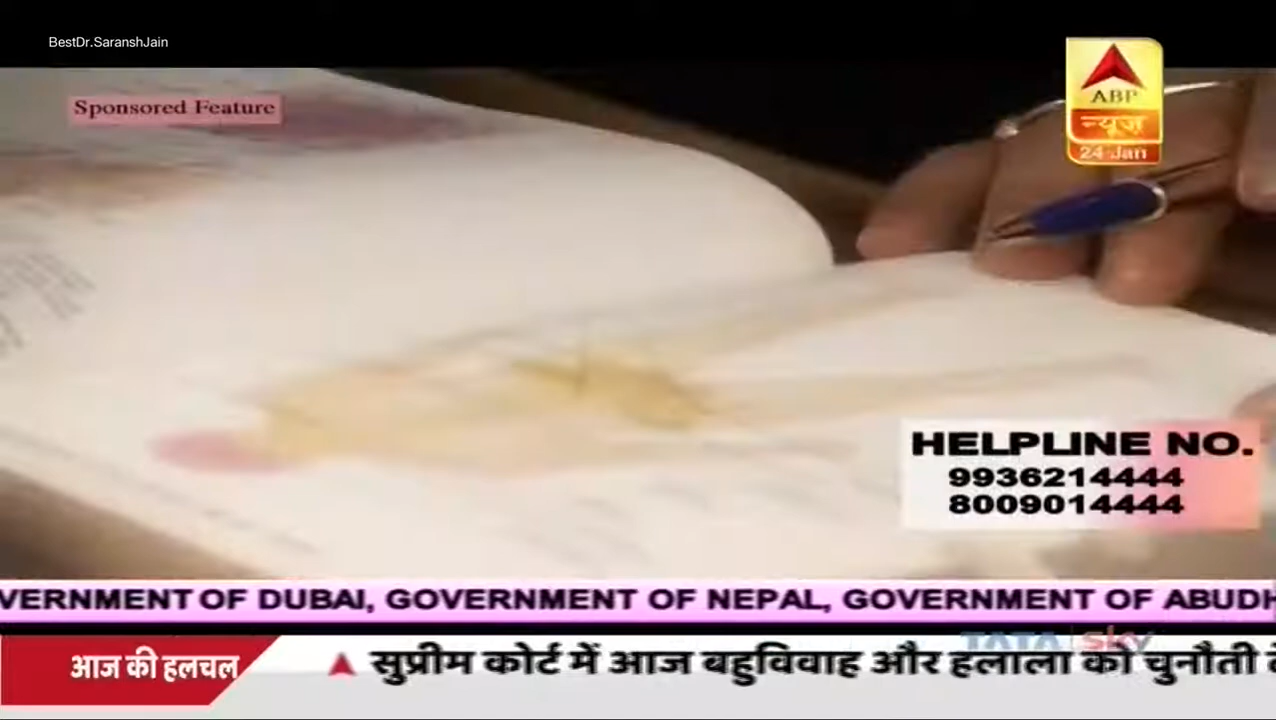 BestDr.SaranshJain
Sponsored Feature
ABP
न्यूज़
24 Jan
HELPLINE NO.
9936214444
8009014444
VERNMENT OF DUBAI, GOVERNMENT OF NEPAL, GOVERNMENT OF ABUDH
TATA sky
आज की हलचल
सुप्रीम कोर्ट में आज बहुविवाह और हलाला को चुनौती